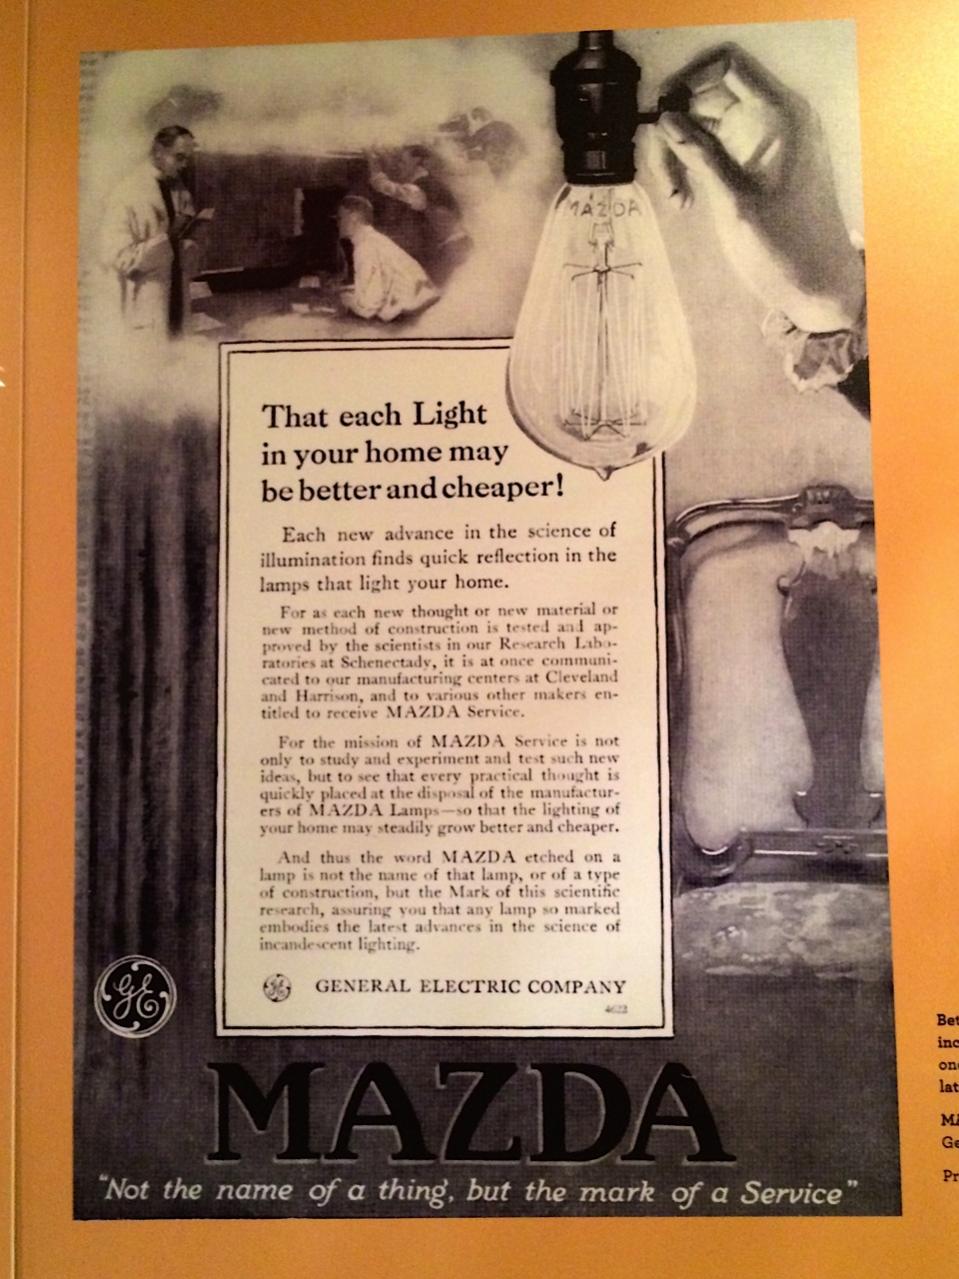 MAZDA
That each Light
in your home may
be better and cheaper!
Each new advance in the science of
illumination finds quick reflection in the
lamps that light your home.
For as each new thought or new material or
new method of construction is tested and ap-
proved by the scientists in our Research Labo-
ratories at Schenectady, it is at once communi-
cated to our manufacturing centers at Cleveland
and Harrison, and to various other makers en-
titled to receive MAZDA Service.
For the mission of MAZDA Service is not
only to study and experiment and test such new
ideas, but to see that every practical thought is
quickly placed at the disposal of the manufactur-
ers of MAZDA Lamps—so that the lighting of
your home may steadily grow better and cheaper.
And thus the word MAZDA etched on a
lamp is not the name of that lamp, or of a type
of construction, but the Mark of this scientific
research, assuring you that any lamp so marked
embodies the latest advances in the science of
incandescent lighting.
GE GENERAL ELECTRIC COMPANY
4622
GE
MAZDA
"Not the name of a thing, but the mark of a Service"
Bet
inc
one
lat
MA
Ge
Pr